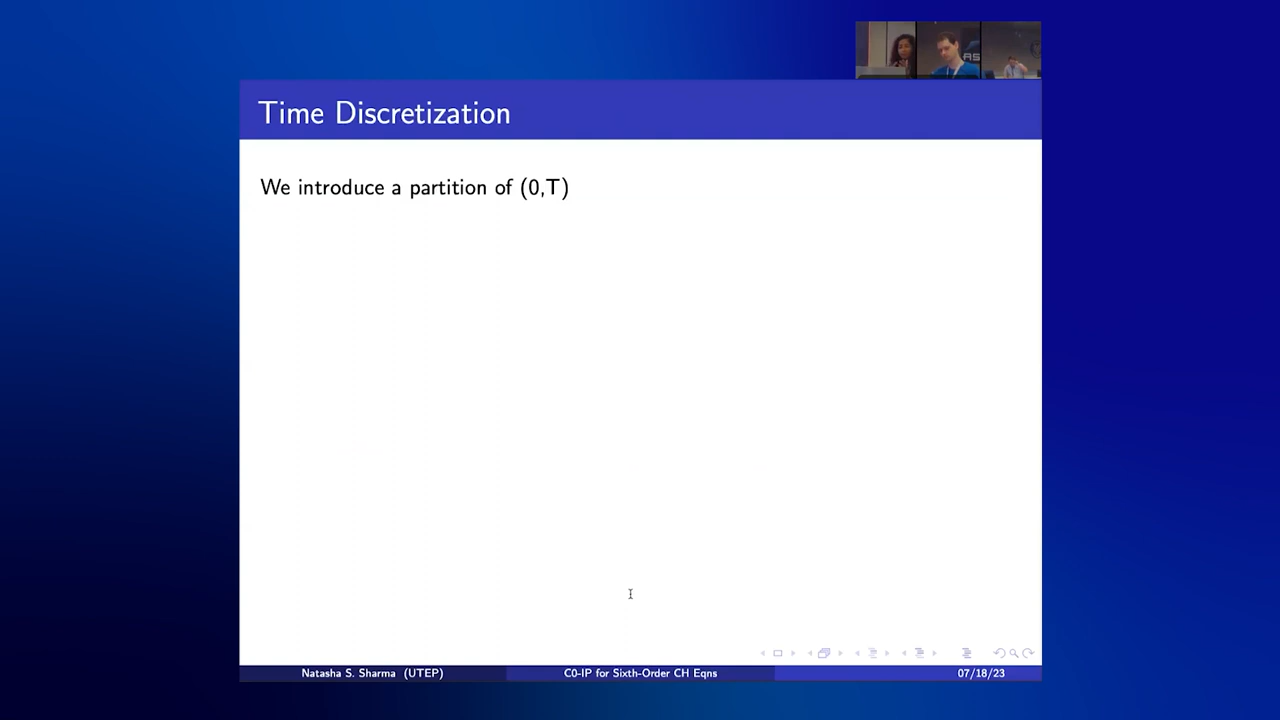 AS
Time Discretization
We introduce a partition of (0,T)
Natasha S. Sharma (UTEP)
C0-IP for Sixth-Order CH Eqns
07/18/23